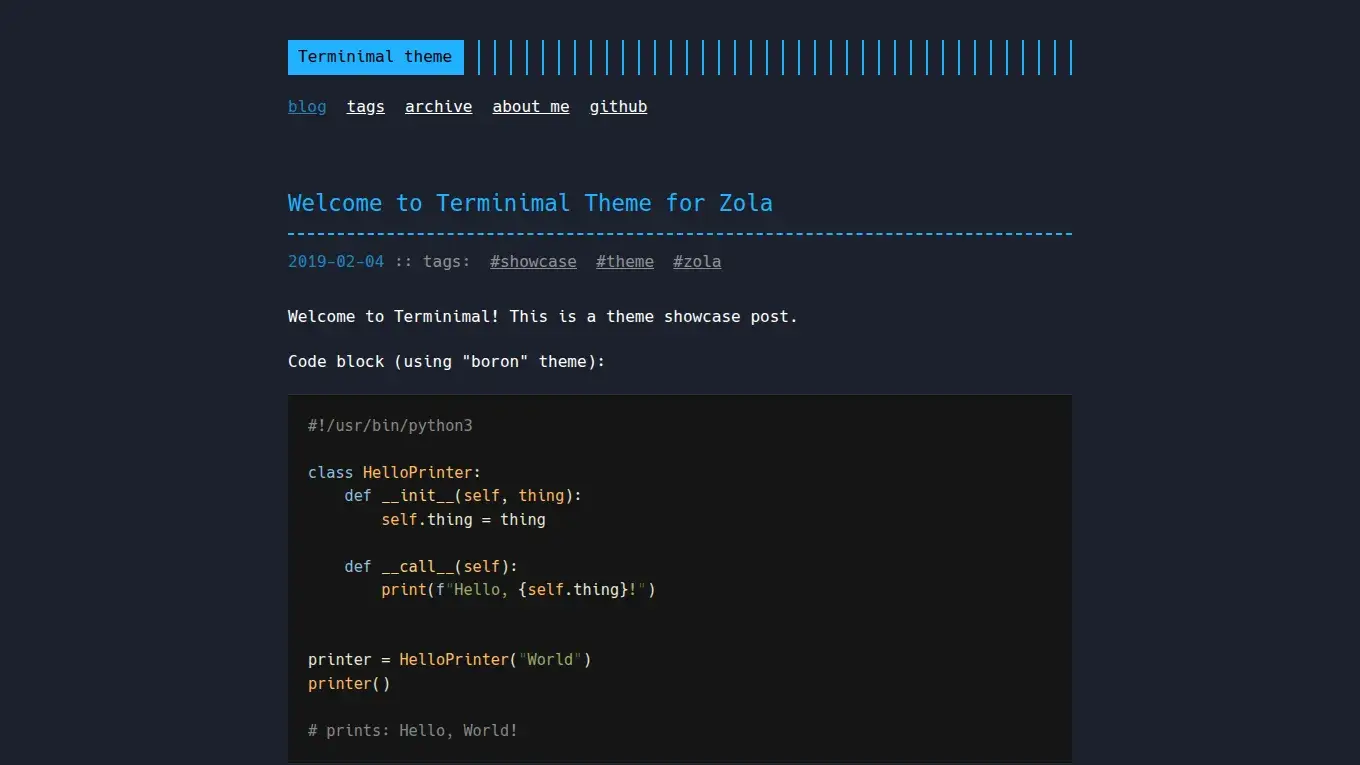 Terminimal theme
blog tags archive about me github
Welcome to Terminimal Theme for Zola
2019-02-04 :: tags: #showcase #theme #zola
Welcome to Terminimal! This is a theme showcase post.
Code block (using "boron" theme):
#!/usr/bin/python3
class HelloPrinter:
    def __init__(self, thing):
        self.thing = thing
    def __call__(self):
        print(f"Hello, {self.thing}!")
printer = HelloPrinter("World")
printer()
# prints: Hello, World!